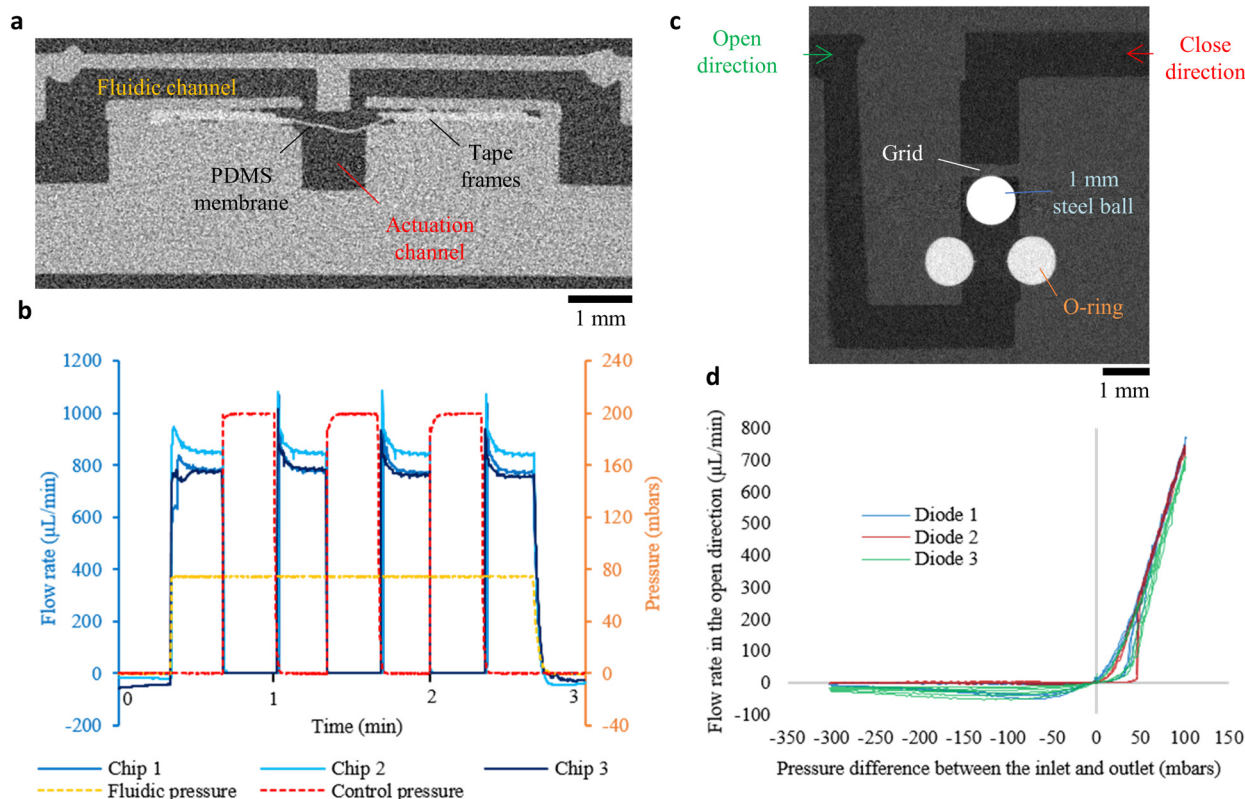 a
Fluidic channel
PDMS
membrane
Tape
frames
Actuation
channel
1 mm
b
1200
1000
800
600
400
200
0
-200
Flow rate (µL/min)
240
200
160
120
80
40
0
-40
Pressure (mbars)
0
1
2
3
Time (min)
Chip 1
Chip 2
Chip 3
Fluidic pressure
Control pressure
c
Open
direction
Close
direction
Grid
1 mm
steel ball
O-ring
1 mm
d
800
700
600
500
400
300
200
100
0
-100
Flow rate in the open direction (µL/min)
Diode 1
Diode 2
Diode 3
-350 -300 -250 -200 -150 -100 -50 0 50 100 150
Pressure difference between the inlet and outlet (mbars)